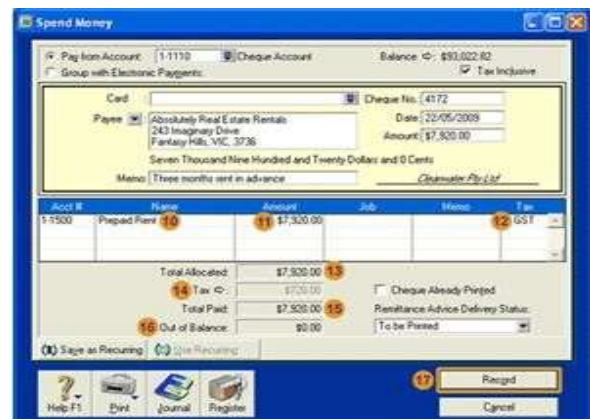 Spend Money
Pay from Account: 1-1110 Cheque Account Balance ⇨: $93,022.82
Group with Electronic Payments: Tax Inclusive
Card Cheque No. 4172
Payee Absolutely Real Estate Rentals Date: 22/05/2009
243 Imaginary Drive Amount: $7,920.00
Fantasy Hills, VIC, 3736
Seven Thousand Nine Hundred and Twenty Dollars and 0 Cents
Memo: Three months rent in advance Clearwater Pty Ltd
Acct # Name Amount Job Memo Tax
1-1500 Prepaid Rent 10 11 $7,920.00 12 GST
Total Allocated: $7,920.00 13
14 Tax ⇨: $720.00 Cheque Already Printed
Total Paid: $7,920.00 15 Remittance Advice Delivery Status:
16 Out of Balance: $0.00 To be Printed
Save as Recurring Use Recurring
17 Record
Help F1 Print Journal Register Cancel